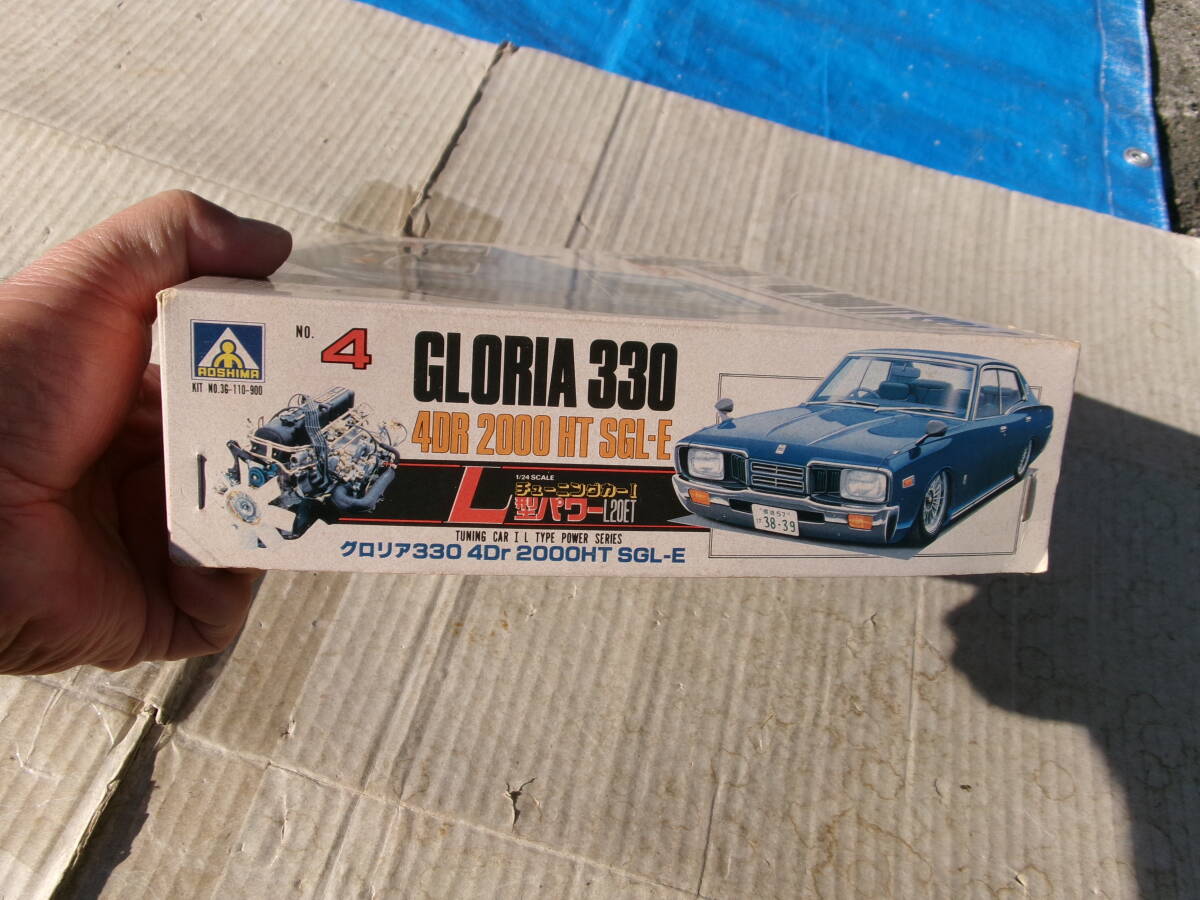 AOSHIMA
KIT NO.36-110-900
NO. 4
GLORIA 330
4DR 2000 HT SGL-E
1/24 SCALE
L型パワー チューニングカーI
L20ET
TUNING CAR I L TYPE POWER SERIES
グロリア330 4Dr 2000HT SGL-E
38-39